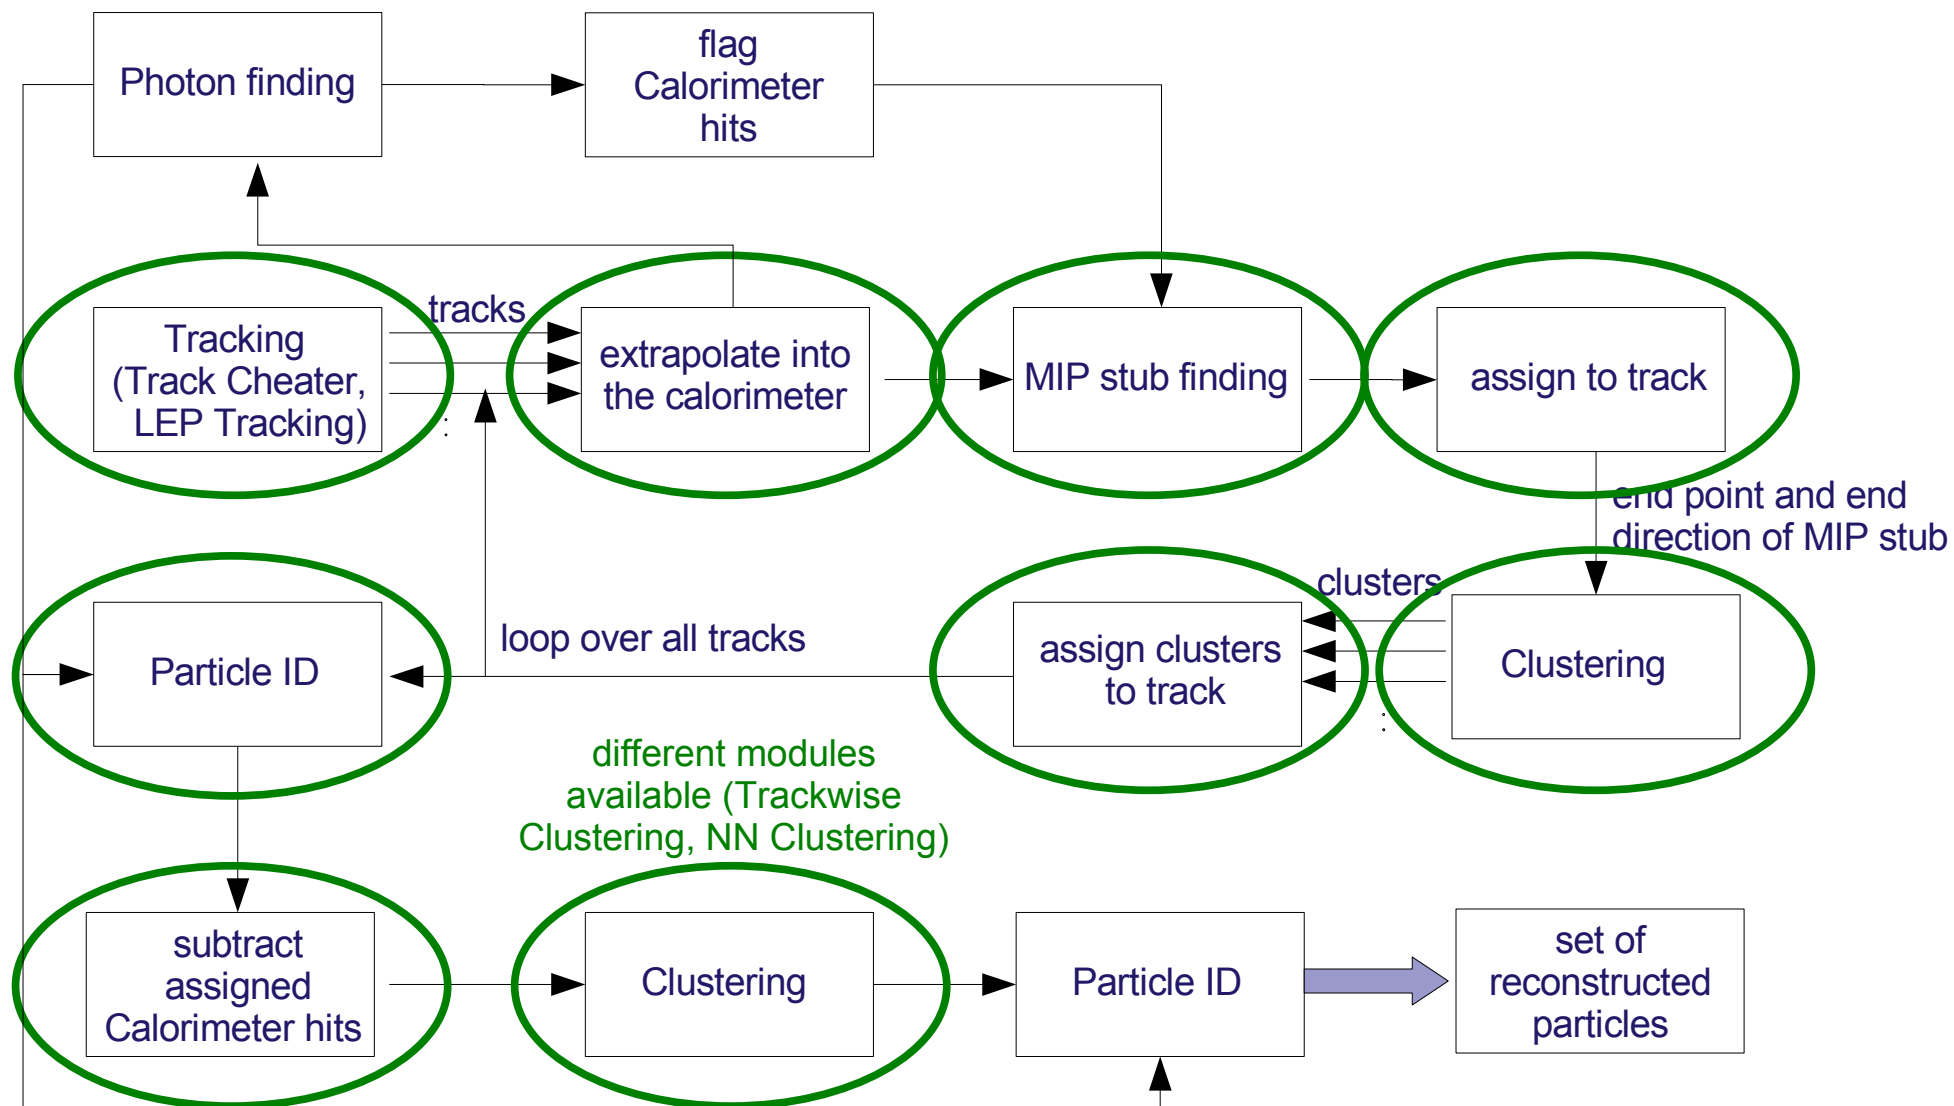 Photon finding
flag
Calorimeter
hits
tracks
Tracking
(Track Cheater,
LEP Tracking)
:
extrapolate into
the calorimeter
MIP stub finding
assign to track
end point and end
direction of MIP stub
clusters
Particle ID
loop over all tracks
assign clusters
to track
Clustering
:
different modules
available (Trackwise
Clustering, NN Clustering)
subtract
assigned
Calorimeter hits
Clustering
Particle ID
set of
reconstructed
particles